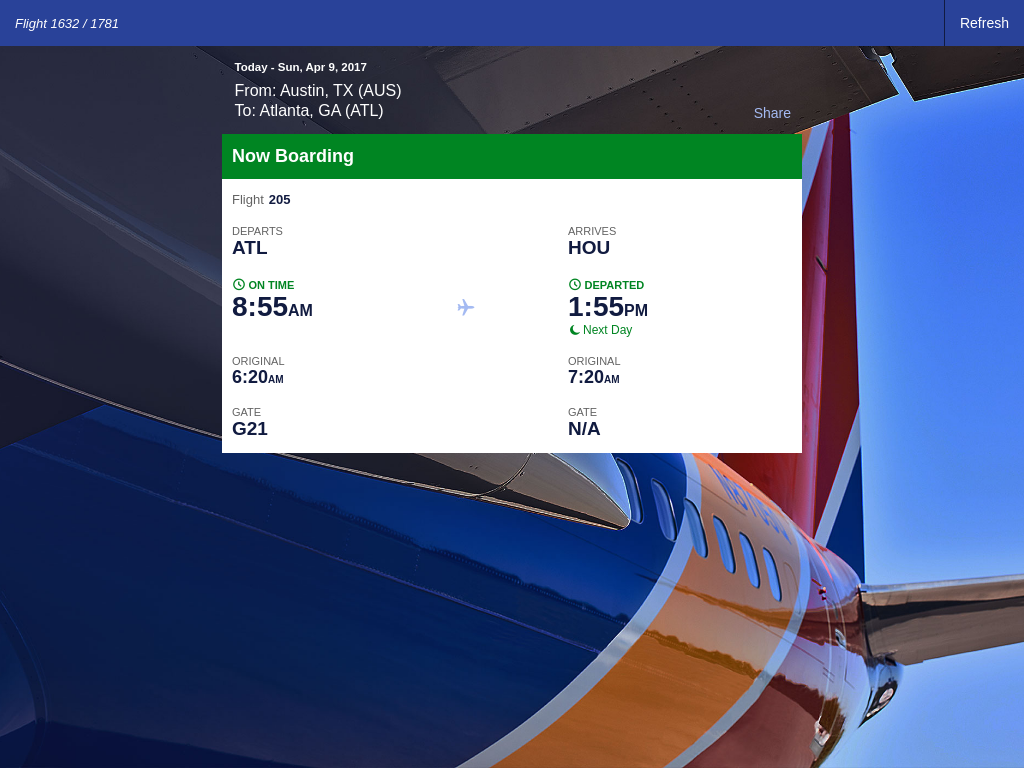 Flight 1632 / 1781
Refresh
Today - Sun, Apr 9, 2017
From: Austin, TX (AUS)
To: Atlanta, GA (ATL)
Share
Now Boarding
Flight 205
DEPARTS
ATL
ARRIVES
HOU
ON TIME
8:55AM
DEPARTED
1:55PM
Next Day
ORIGINAL
6:20AM
ORIGINAL
7:20AM
GATE
G21
GATE
N/A